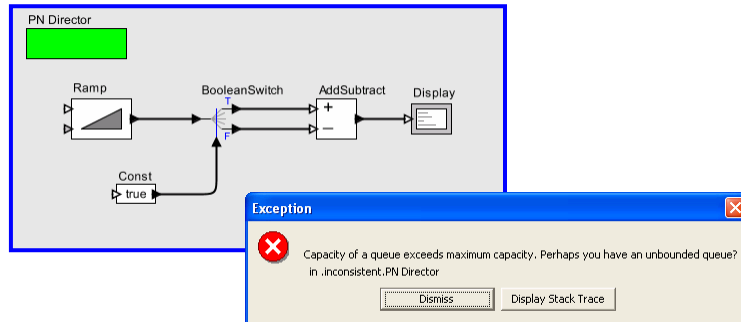 PN Director
Ramp
BooleanSwitch
AddSubtract
Display
T
+
F
−
Const
true
Exception
Capacity of a queue exceeds maximum capacity. Perhaps you have an unbounded queue?
in .inconsistent.PN Director
Dismiss
Display Stack Trace